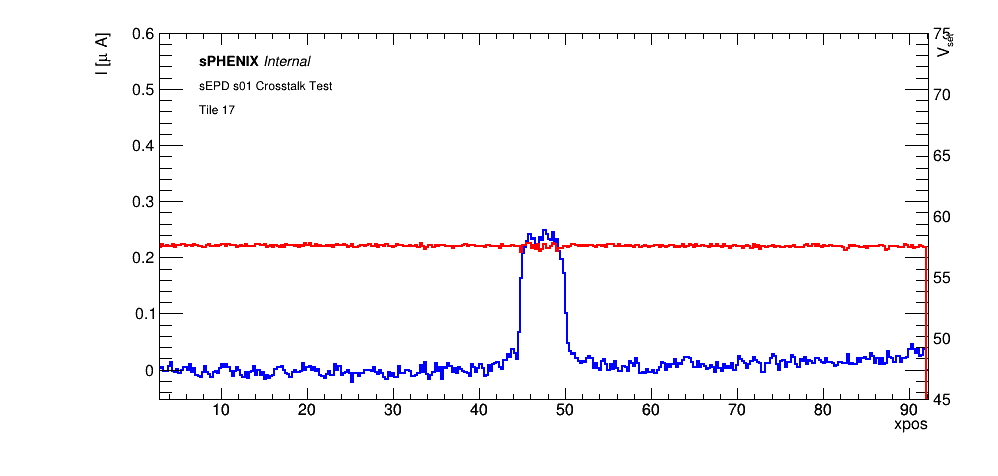 sPHENIX Internal
sEPD s01 Crosstalk Test
Tile 17
I [μ A]
0.6
0.5
0.4
0.3
0.2
0.1
0
10 20 30 40 50 60 70 80 90
xpos
V set
75
70
65
60
55
50
45